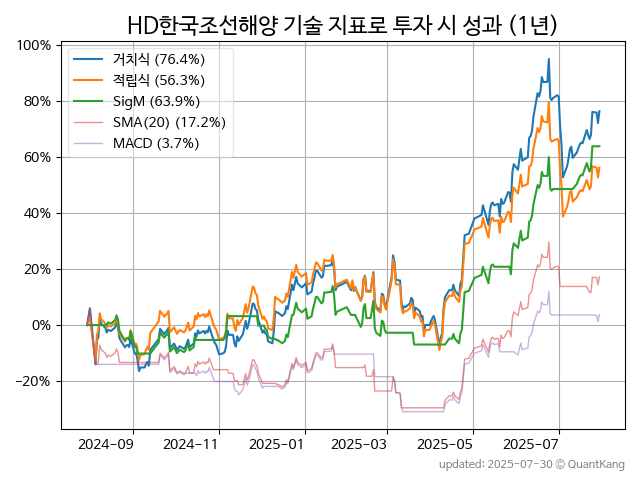 HD한국조선해양 기술 지표로 투자 시 성과 (1년)
100%
80%
60%
40%
20%
0%
−20%
거치식 (76.4%)
적립식 (56.3%)
SigM (63.9%)
SMA(20) (17.2%)
MACD (3.7%)
2024-09
2024-11
2025-01
2025-03
2025-05
2025-07
updated: 2025-07-30 © QuantKang